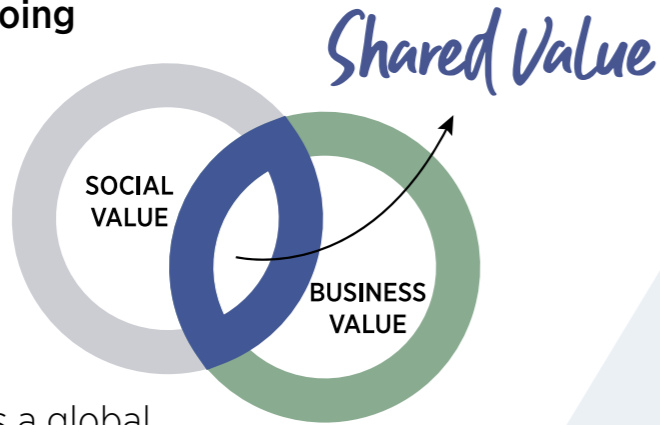 oing
Shared Value
SOCIAL
VALUE
BUSINESS
VALUE
s a global